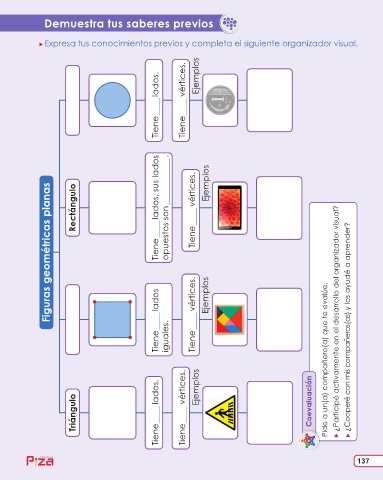 Demuestra tus saberes previos
Expresa tus conocimientos previos y completa el siguiente organizador visual.
Figuras geométricas planas
Tiene ___ lados.
Tiene ___ vértices.
Ejemplos
1
Rectángulo
Tiene ___ lados, sus lados
opuestos son ___.
Tiene ___ vértices.
Ejemplos
Tiene ___ lados
iguales.
Tiene ___ vértices.
Ejemplos
Triángulo
Tiene ___ lados.
Tiene ___ vértices.
Ejemplos
Coevaluación
Pide a un(a) compañero(a) que te evalúe.
¿Participé activamente en el desarrollo del organizador visual?
¿Cooperé con mis compañeros(as) y los ayudé a aprender?
P:za
137